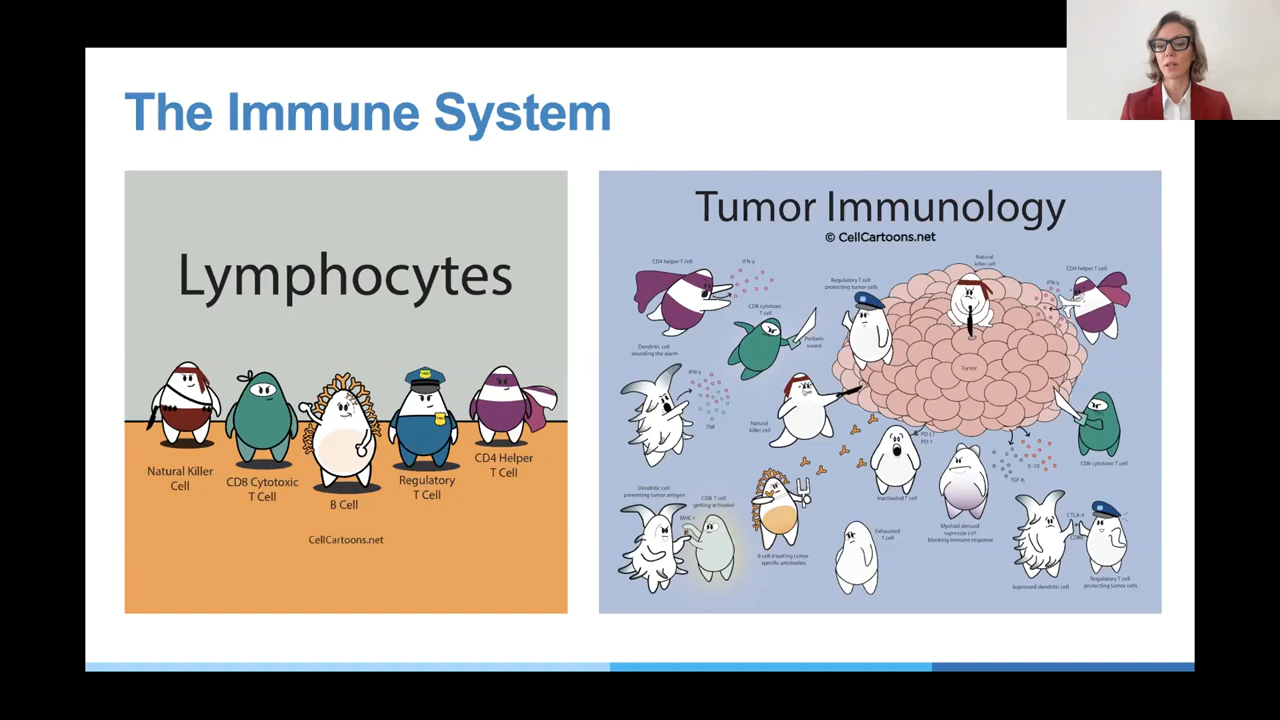 The Immune System
Lymphocytes
Natural Killer
Cell
CD8 Cytotoxic
T Cell
B Cell
Regulatory
T Cell
CD4 Helper
T Cell
CellCartoons.net
Tumor Immunology
© CellCartoons.net
CD4 helper T cell
IFN-γ
CD8 cytotoxic
T cell
Perforin
sword
Regulatory T cell
protecting tumor cells
Natural
killer cell
CD4 helper T cell
IFN-γ
Tumor
Dendritic cell
sounding the alarm
IFN-γ
TNF
Natural
killer cell
PD-L1
PD-1
Inactivated T cell
IL-10
TGF-b
CD8 cytotoxic T cell
Dendritic cell
presenting tumor antigen
MHC-I
CD8 T cell
getting activated
B cell shooting tumor
specific antibodies
Exhausted
T cell
Myeloid derived
supressor cell
blocking immune response
CTLA-4
CD80
Supressed dendritic cell
Regulatory T cell
protecting tumor cells